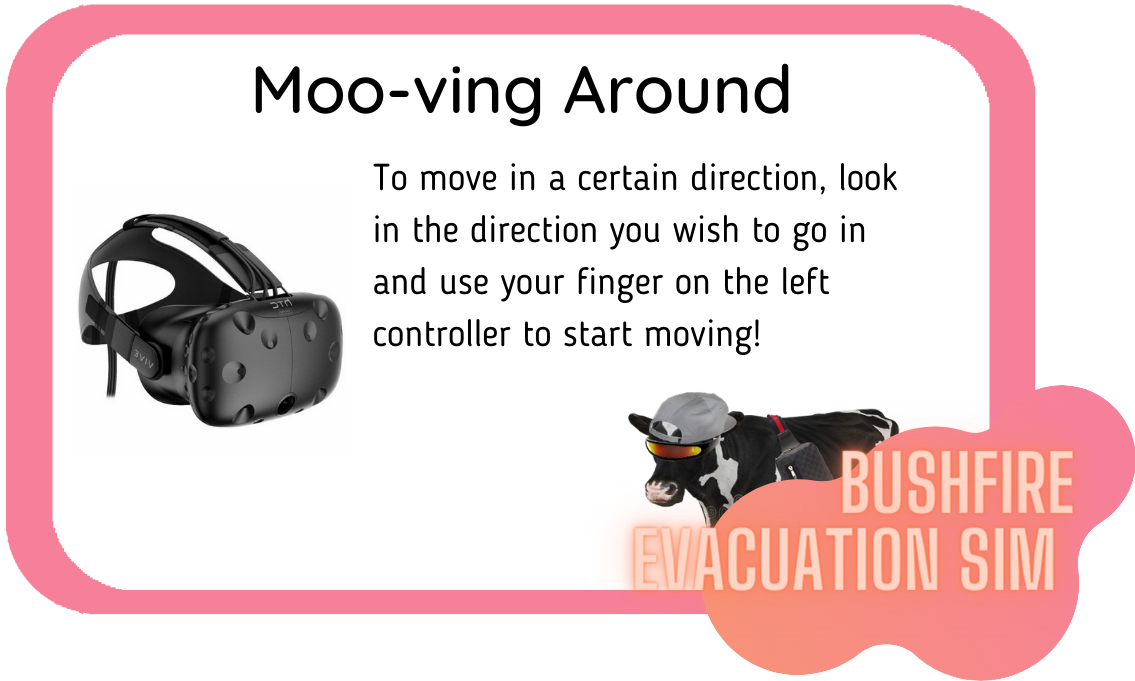 Moo-ving Around
To move in a certain direction, look
in the direction you wish to go in
and use your finger on the left
controller to start moving!
VIVE
BUSHFIRE
EVACUATION SIM